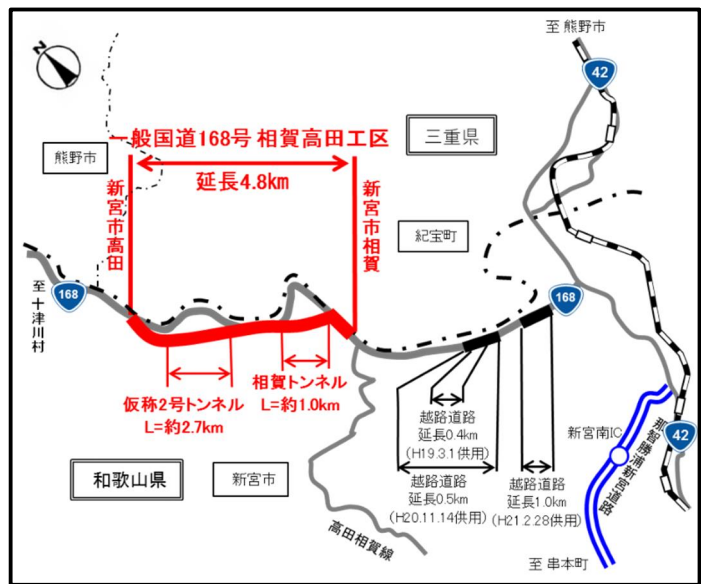 至 熊野市
42
N
一般国道168号 相賀高田工区
三重県
熊野市
延長4.8km
新宮市高田
新宮市相賀
紀宝町
至 十津川村
168
168
仮称2号トンネル
L=約2.7km
相賀トンネル
L=約1.0km
越路道路
延長0.4km
(H19.3.1供用)
越路道路
延長0.5km
(H20.11.14供用)
越路道路
延長1.0km
(H21.2.28供用)
新宮南IC
那智勝浦新宮道路
42
和歌山県
新宮市
高田相賀線
至 串本町